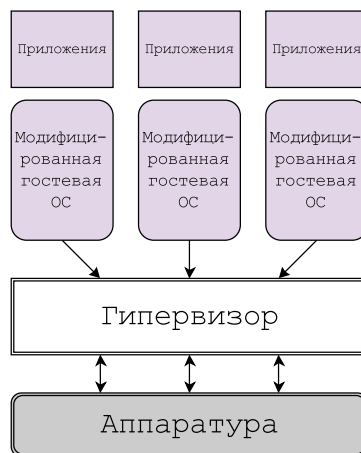 Приложения Приложения Приложения
Модифици- Модифици- Модифици-
рованная рованная рованная
гостевая гостевая гостевая
ОС ОС ОС
Гипервизор
Аппаратура